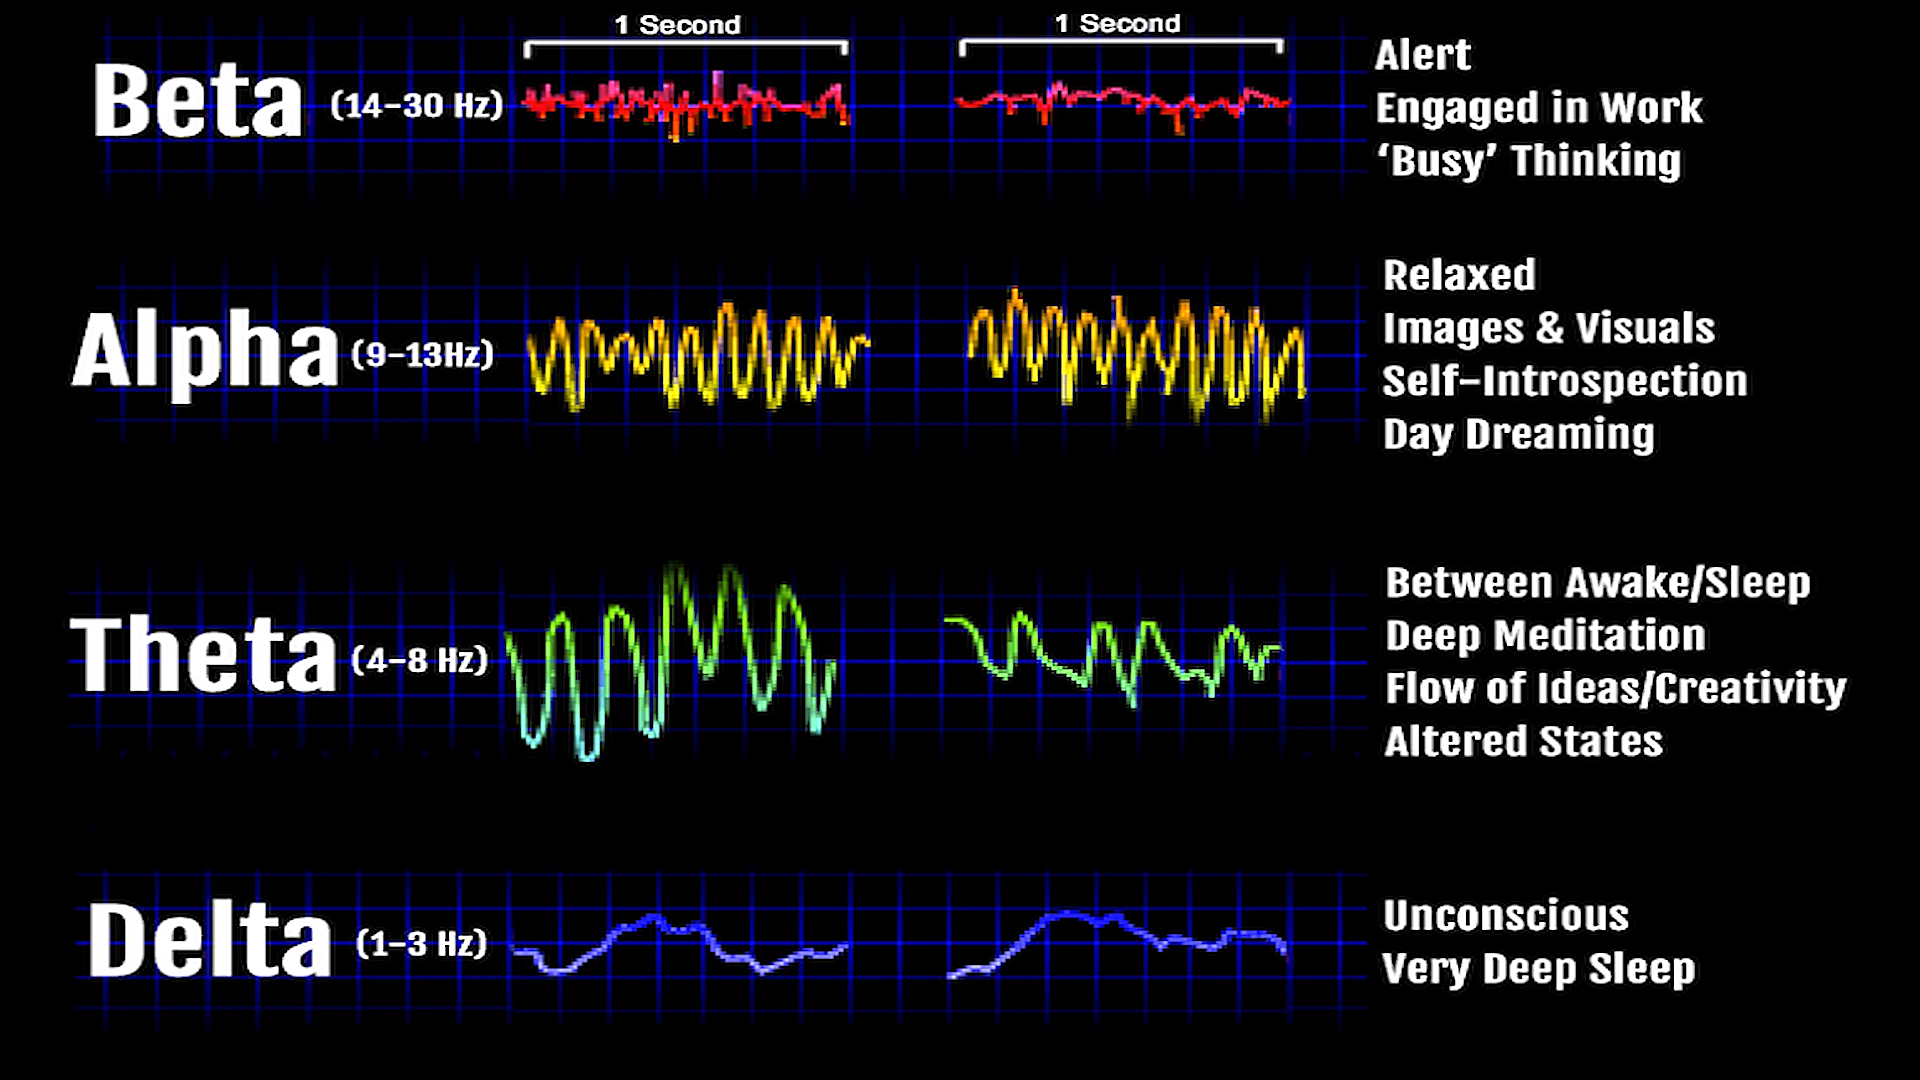 1 Second 1 Second
Beta (14-30 Hz)
Alert
Engaged in Work
‘Busy’ Thinking
Alpha (9-13Hz)
Relaxed
Images & Visuals
Self-Introspection
Day Dreaming
Theta (4-8 Hz)
Between Awake/Sleep
Deep Meditation
Flow of Ideas/Creativity
Altered States
Delta (1-3 Hz)
Unconscious
Very Deep Sleep